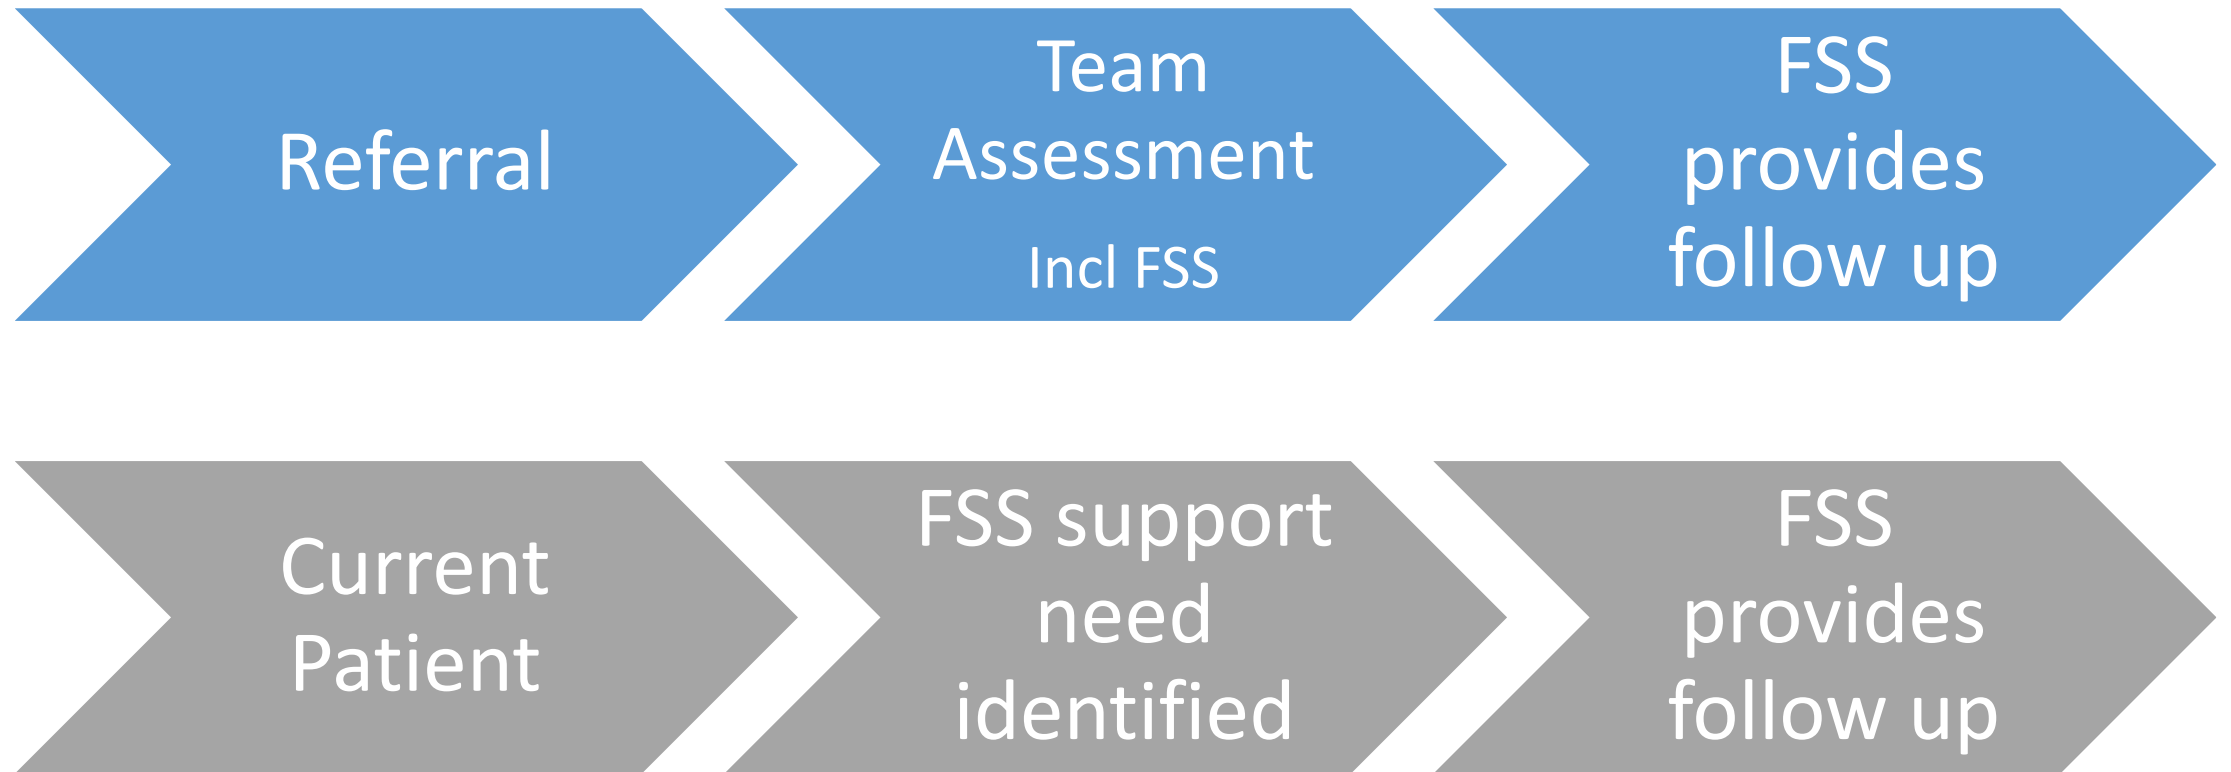 Referral
Team
Assessment
Incl FSS
FSS
provides
follow up
Current
Patient
FSS support
need
identified
FSS
provides
follow up